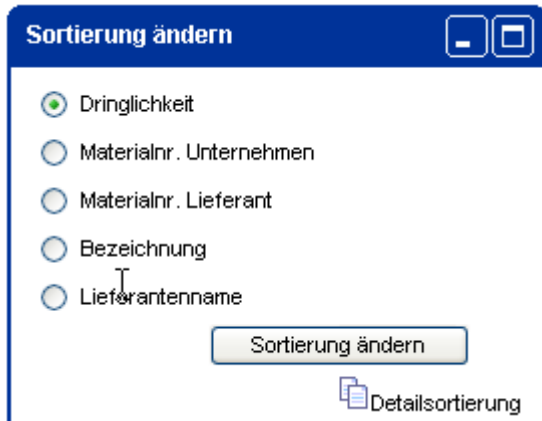 Sortierung ändern
Dringlichkeit
Materialnr. Unternehmen
Materialnr. Lieferant
Bezeichnung
Lieferantenname
Sortierung ändern
Detailsortierung